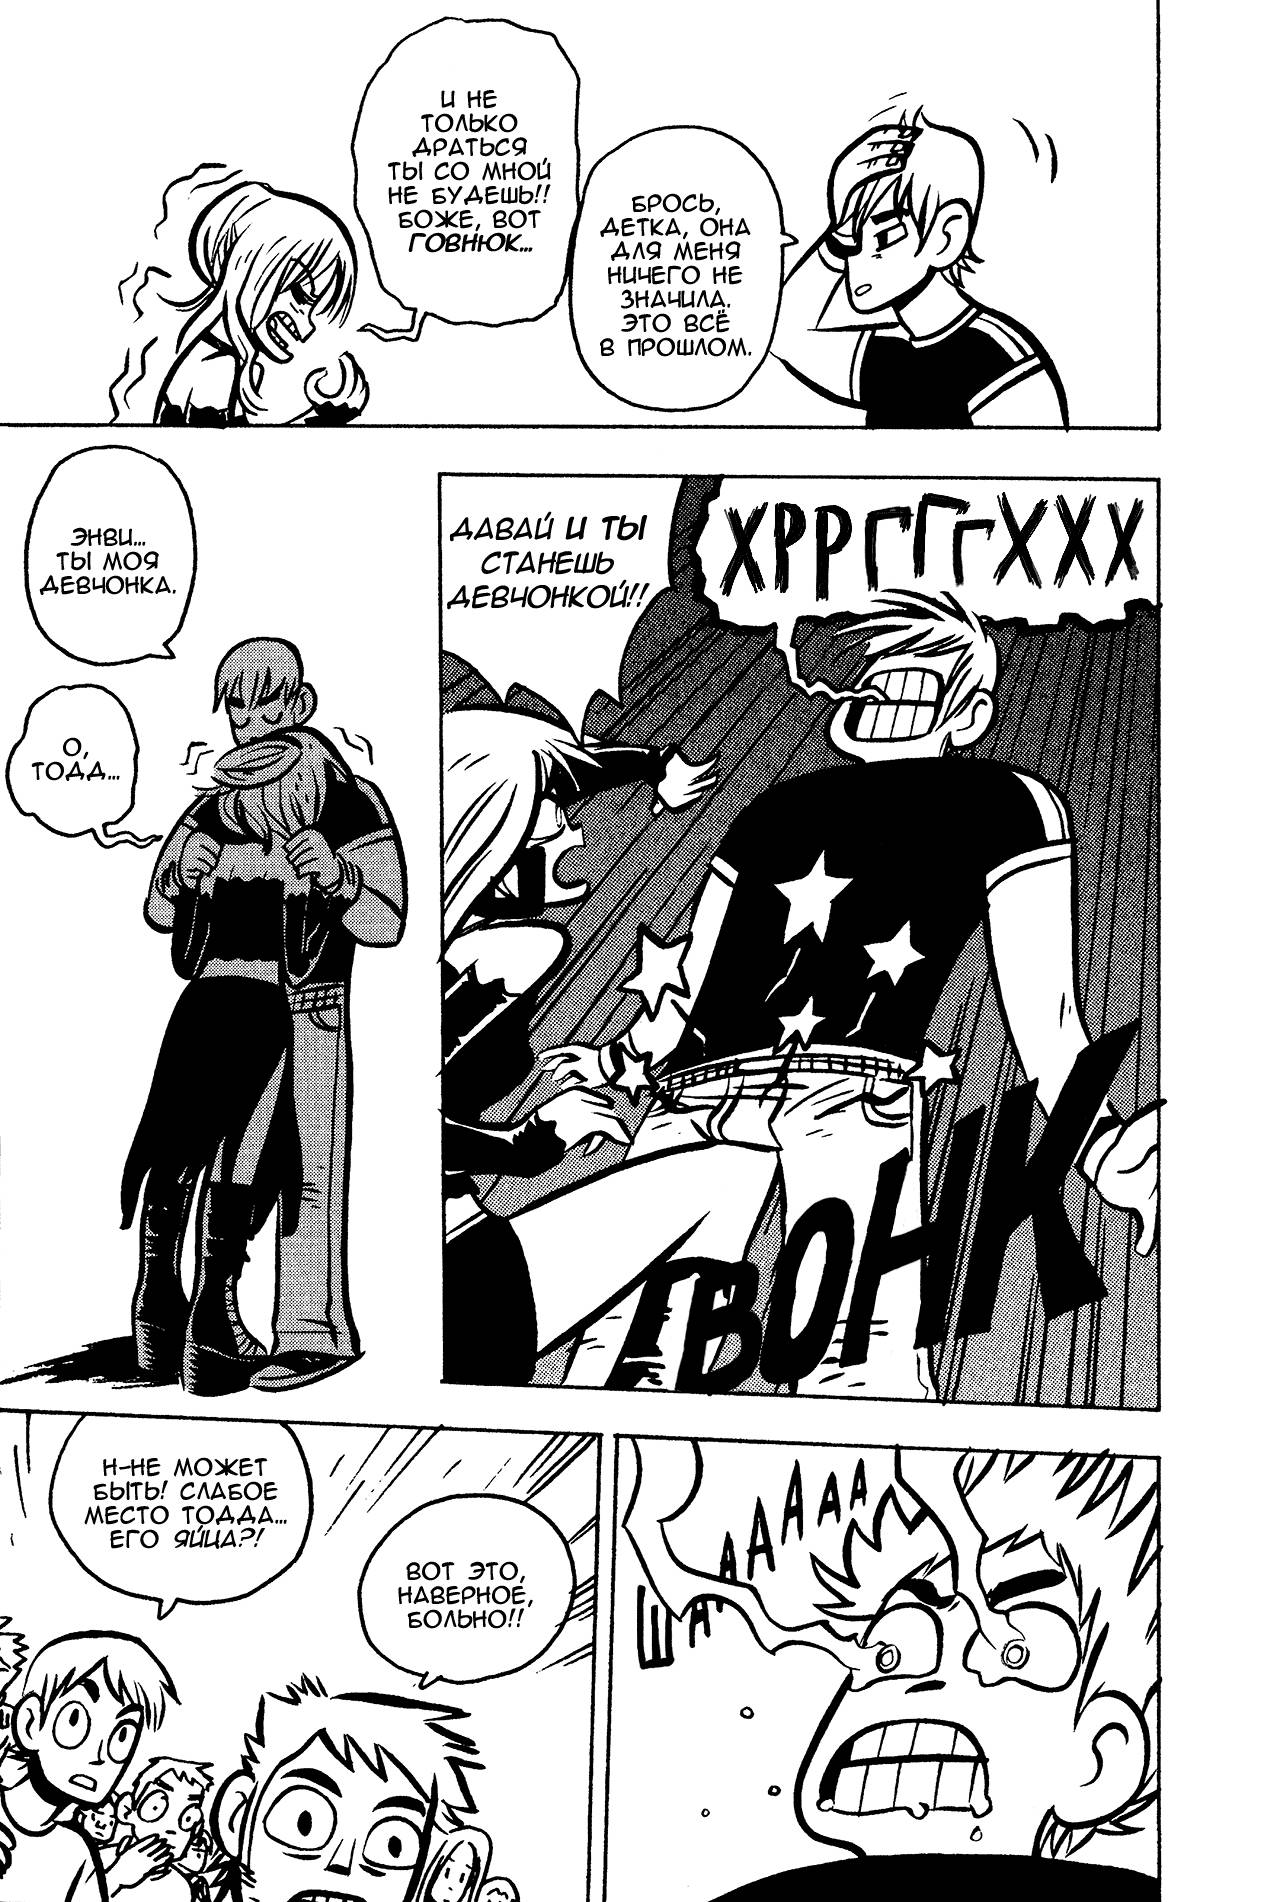 И НЕ
ТОЛЬКО
ДРАТЬСЯ
ТЫ СО МНОЙ
НЕ БУДЕШЬ!!
БОЖЕ, ВОТ
ГОВНЮК...
БРОСЬ,
ДЕТКА, ОНА
ДЛЯ МЕНЯ
НИЧЕГО НЕ
ЗНАЧИЛА.
ЭТО ВСЁ
В ПРОШЛОМ.
ЭНВИ...
ТЫ МОЯ
ДЕВЧОНКА.
О,
ТОДД...
ДАВАЙ И ТЫ
СТАНЕШЬ
ДЕВЧОНКОЙ!!
ХРРГГГГХХХ
ТВОНК
Н-НЕ МОЖЕТ
БЫТЬ! СЛАБОЕ
МЕСТО ТОДДА...
ЕГО ЯЙЦА?!
ВОТ ЭТО,
НАВЕРНОЕ,
БОЛЬНО!!
ШАААААААА